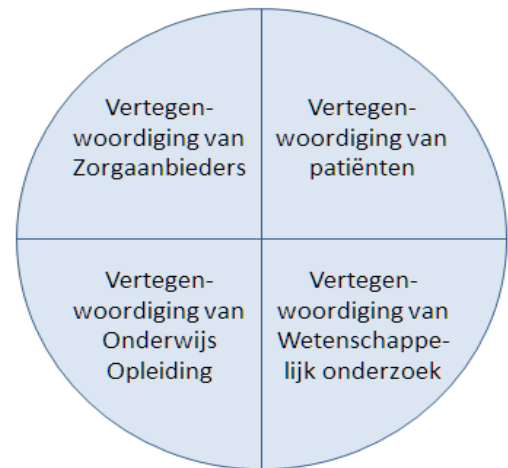 Vertegen-
woordiging van
Zorgaanbieders
Vertegen-
woordiging van
patiënten
Vertegen-
woordiging van
Onderwijs
Opleiding
Vertegen-
woordiging van
Wetenschappe-
lijk onderzoek